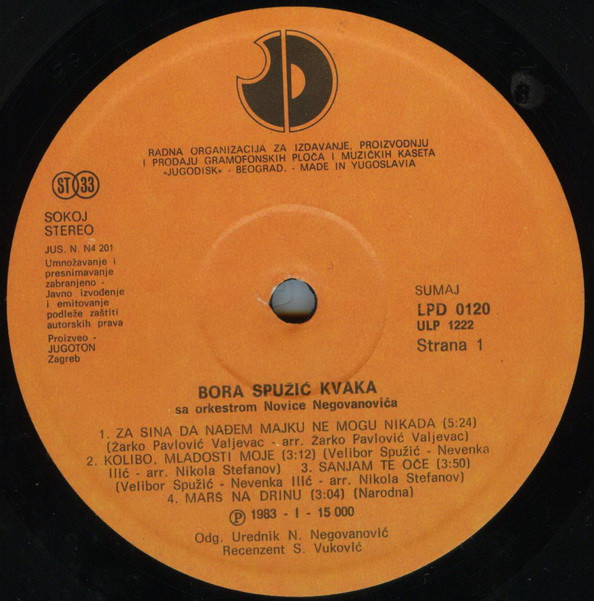 RADNA ORGANIZACIJA ZA IZDAVANJE, PROIZVODNJU
I PRODAJU GRAMOFONSKIH PLOČA I MUZIČKIH KASETA
«JUGODISK» - BEOGRAD. - MADE IN YUGOSLAVIA
ST 33
SOKOJ
STEREO
JUS. N. N4 201
Umnožavanje i
presnimavanje
zabranjeno -
Javno izvođenje
i emitovanje
podleže zaštiti
autorskih prava
Proizveo -
JUGOTON
Zagreb
SUMAJ
LPD 0120
ULP 1222
Strana 1
BORA SPUŽIĆ KVAKA
sa orkestrom Novice Negovanovića
1. ZA SINA DA NAĐEM MAJKU NE MOGU NIKADA (5:24)
(Žarko Pavlović Valjevac - arr. Žarko Pavlović Valjevac)
2. KOLIBO, MLADOSTI MOJE (3:12) (Velibor Spužić - Nevenka
Ilić - arr. Nikola Stefanov) 3. SANJAM TE OČE (3:50)
(Velibor Spužić - Nevenka Ilić - arr. Nikola Stefanov)
4. MARŠ NA DRINU (3:04) (Narodna)
℗ 1983 - I - 15 000
Odg. Urednik N. Negovanović
Recenzent S. Vuković